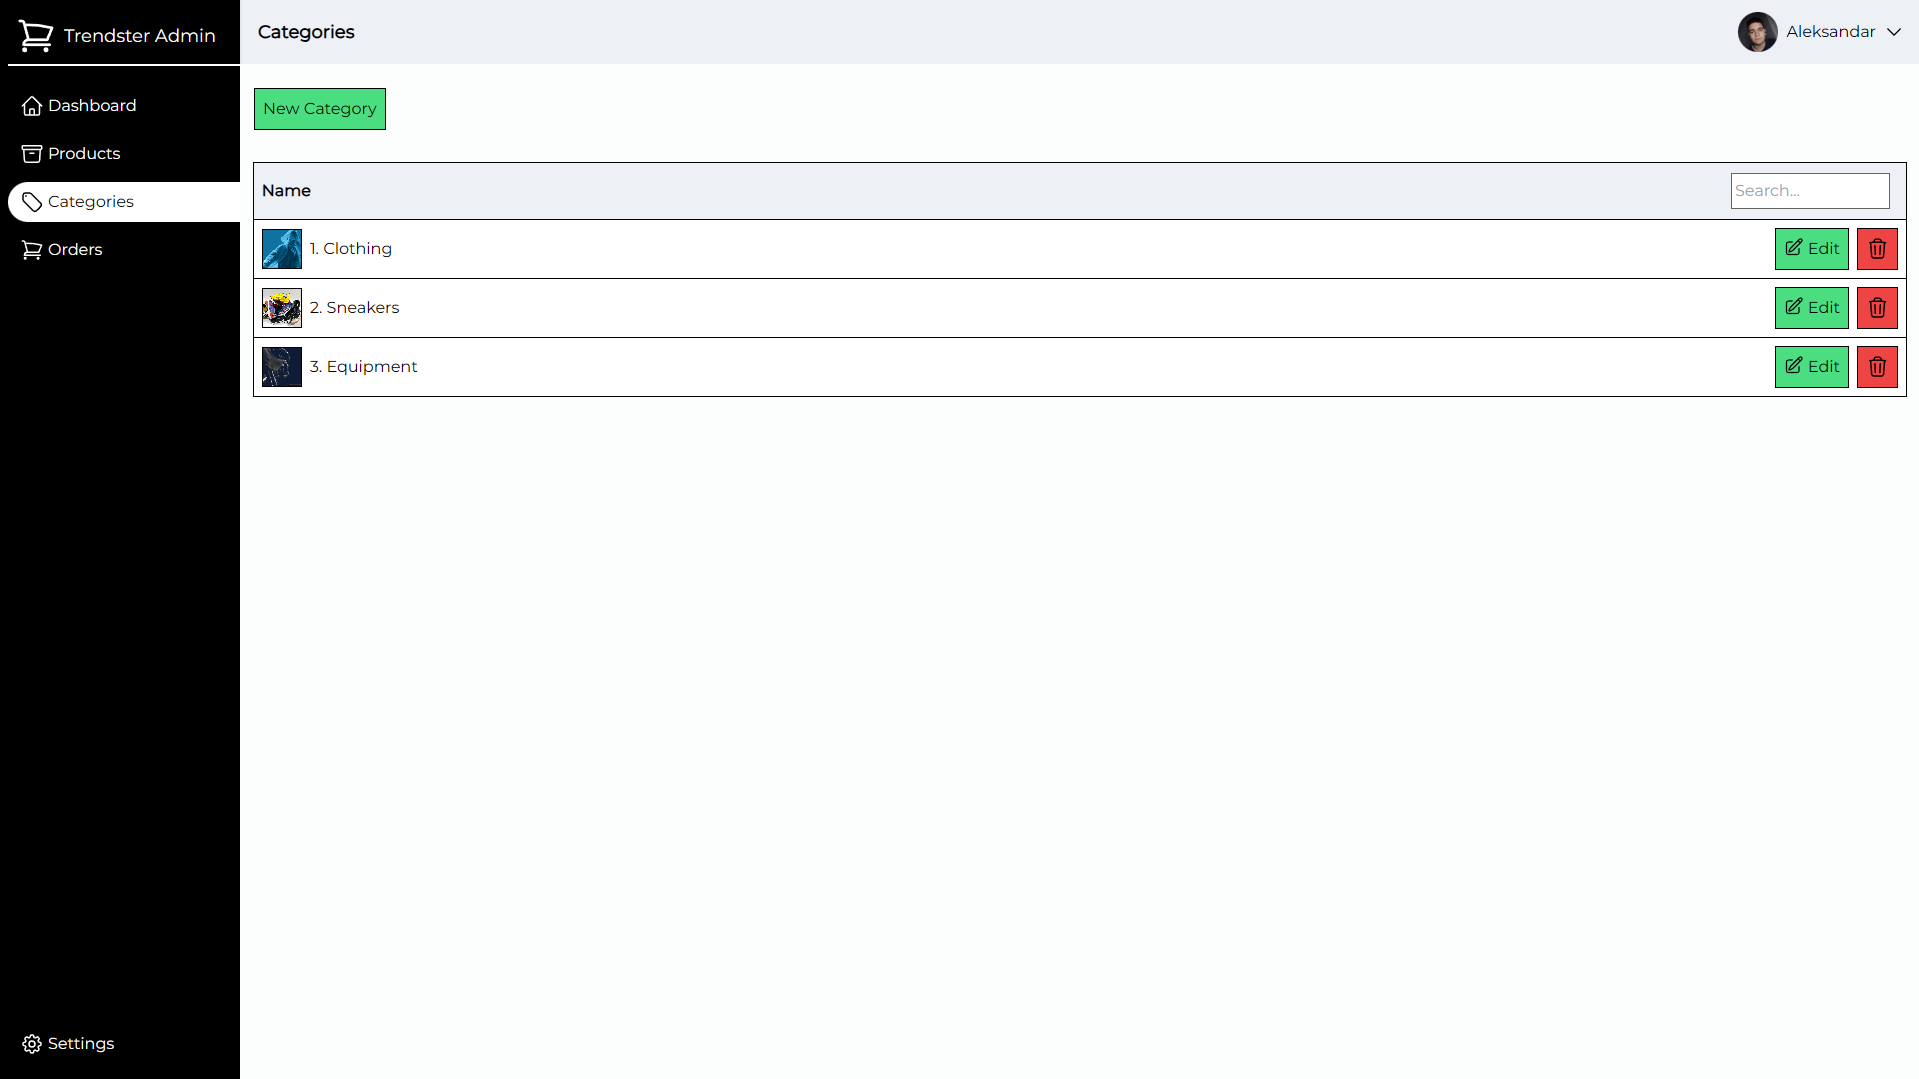 Trendster Admin
Categories
Aleksandar
Dashboard
Products
Categories
Orders
Settings
New Category
Name
Search...
1. Clothing
Edit
2. Sneakers
Edit
3. Equipment
Edit